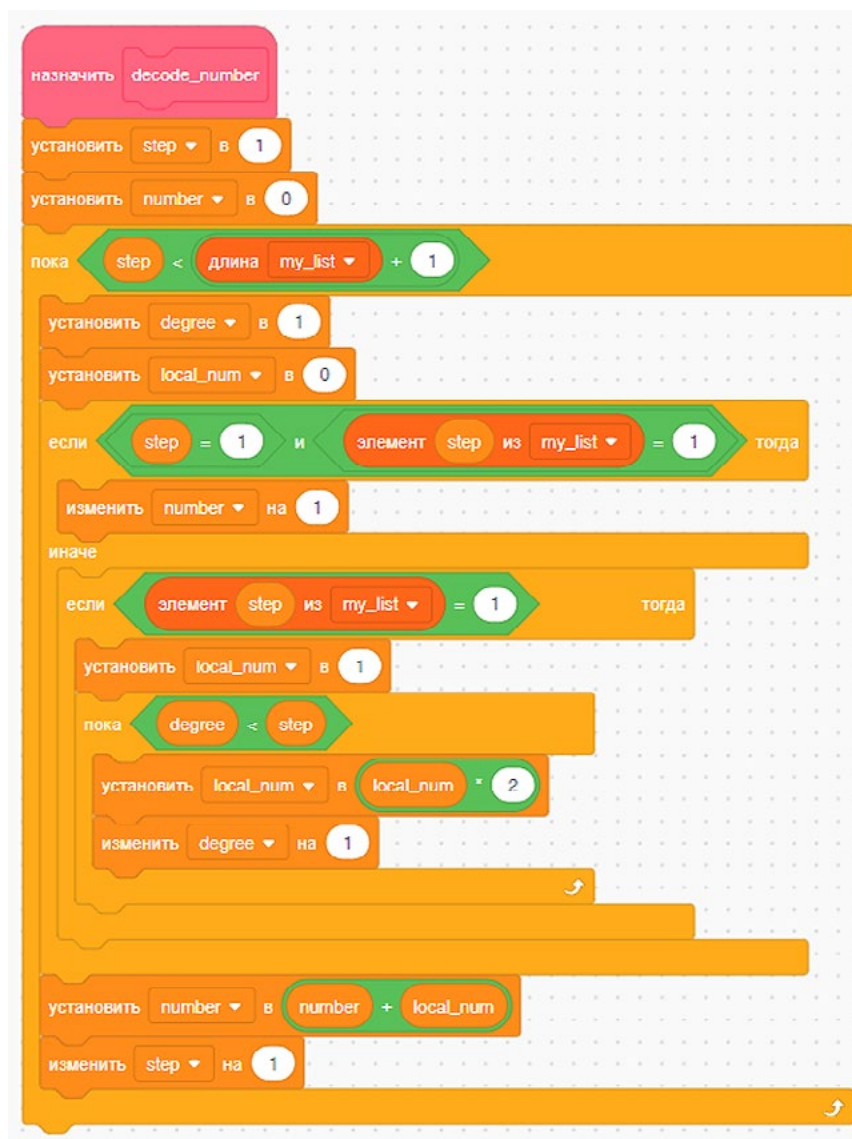 назначить decode_number
установить step в 1
установить number в 0
пока step < длина my_list + 1
установить degree в 1
установить local_num в 0
если step = 1 и элемент step из my_list = 1 тогда
изменить number на 1
иначе
если элемент step из my_list = 1 тогда
установить local_num в 1
пока degree < step
установить local_num в local_num * 2
изменить degree на 1
установить number в number + local_num
изменить step на 1